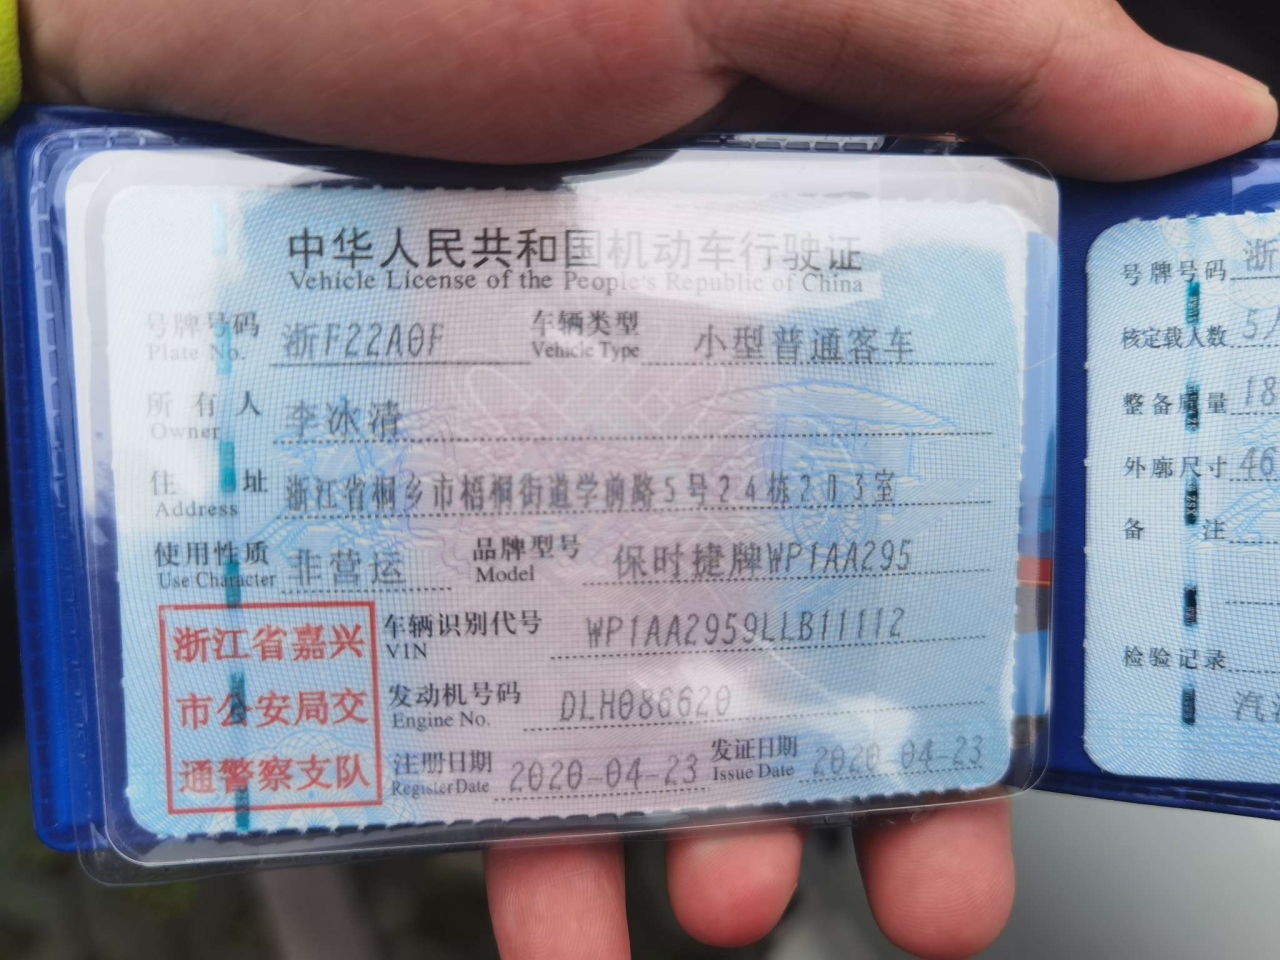 中华人民共和国机动车行驶证
Vehicle License of the People's Republic of China
号牌号码 浙F22A0F 车辆类型 小型普通客车
Plate No. Vehicle Type
所有人 李冰清
Owner
住址 浙江省桐乡市梧桐街道学前路5号24栋203室
Address
使用性质 非营运 品牌型号 保时捷牌WP1AA295
Use Character Model
浙江省嘉兴
市公安局交
通警察支队
车辆识别代号 WP1AA2959LLB11112
VIN
发动机号码 DLH086620
Engine No.
注册日期 2020-04-23 发证日期 2020-04-23
Register Date Issue Date
号牌号码 浙
核定载人数 5
整备质量 18
外廓尺寸 46
备注
检验记录
汽